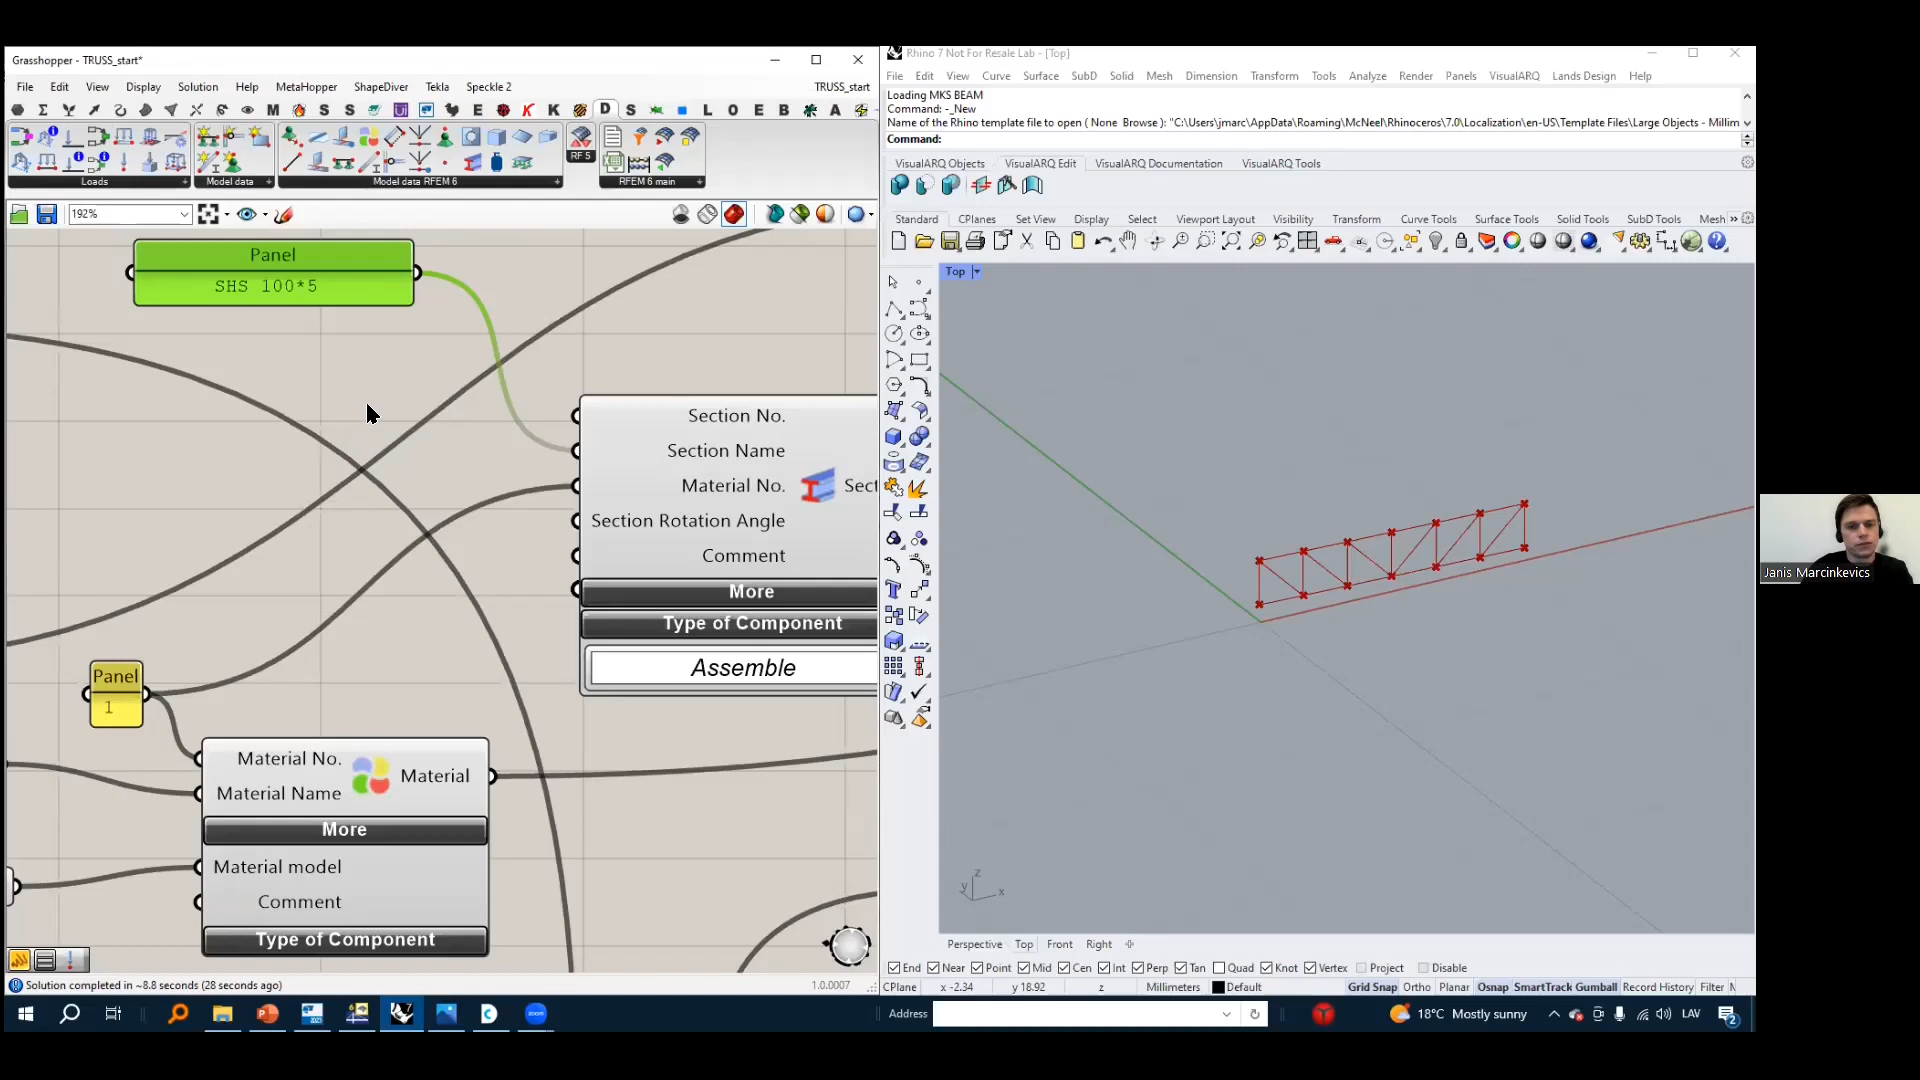 Grasshopper - TRUSS_start*
File Edit View Display Solution Help MetaHopper ShapeDiver Tekla Speckle 2 TRUSS_start
RF 5
Loads Model data Model data RFEM 6 RFEM 6 main
192%
Panel
SHS 100*5
Section No.
Section Name
Material No.
Sect
Section Rotation Angle
Comment
More
Type of Component
Assemble
Panel
1
Material No.
Material
Material Name
More
Material model
Comment
Type of Component
Solution completed in ~8.8 seconds (28 seconds ago)
1.0.0007
Rhino 7 Not For Resale Lab - [Top]
File Edit View Curve Surface SubD Solid Mesh Dimension Transform Tools Analyze Render Panels VisualARQ Lands Design Help
Loading MKS BEAM
Command: -_New
Name of the Rhino template file to open ( None Browse ): "C:\Users\jmarc\AppData\Roaming\McNeel\Rhinoceros\7.0\Localization\en-US\Template Files\Large Objects - Millim
Command:
VisualARQ Objects VisualARQ Edit VisualARQ Documentation VisualARQ Tools
Standard CPlanes Set View Display Select Viewport Layout Visibility Transform Curve Tools Surface Tools Solid Tools SubD Tools Mesh »
Top
z
y x
Perspective Top Front Right
End Near Point Mid Cen Int Perp Tan Quad Knot Vertex Project Disable
CPlane x -2.34 y 18.92 z Millimeters Default Grid Snap Ortho Planar Osnap SmartTrack Gumball Record History Filter
Address
18°C Mostly sunny
LAV
2
zoom
Janis Marcinkevics